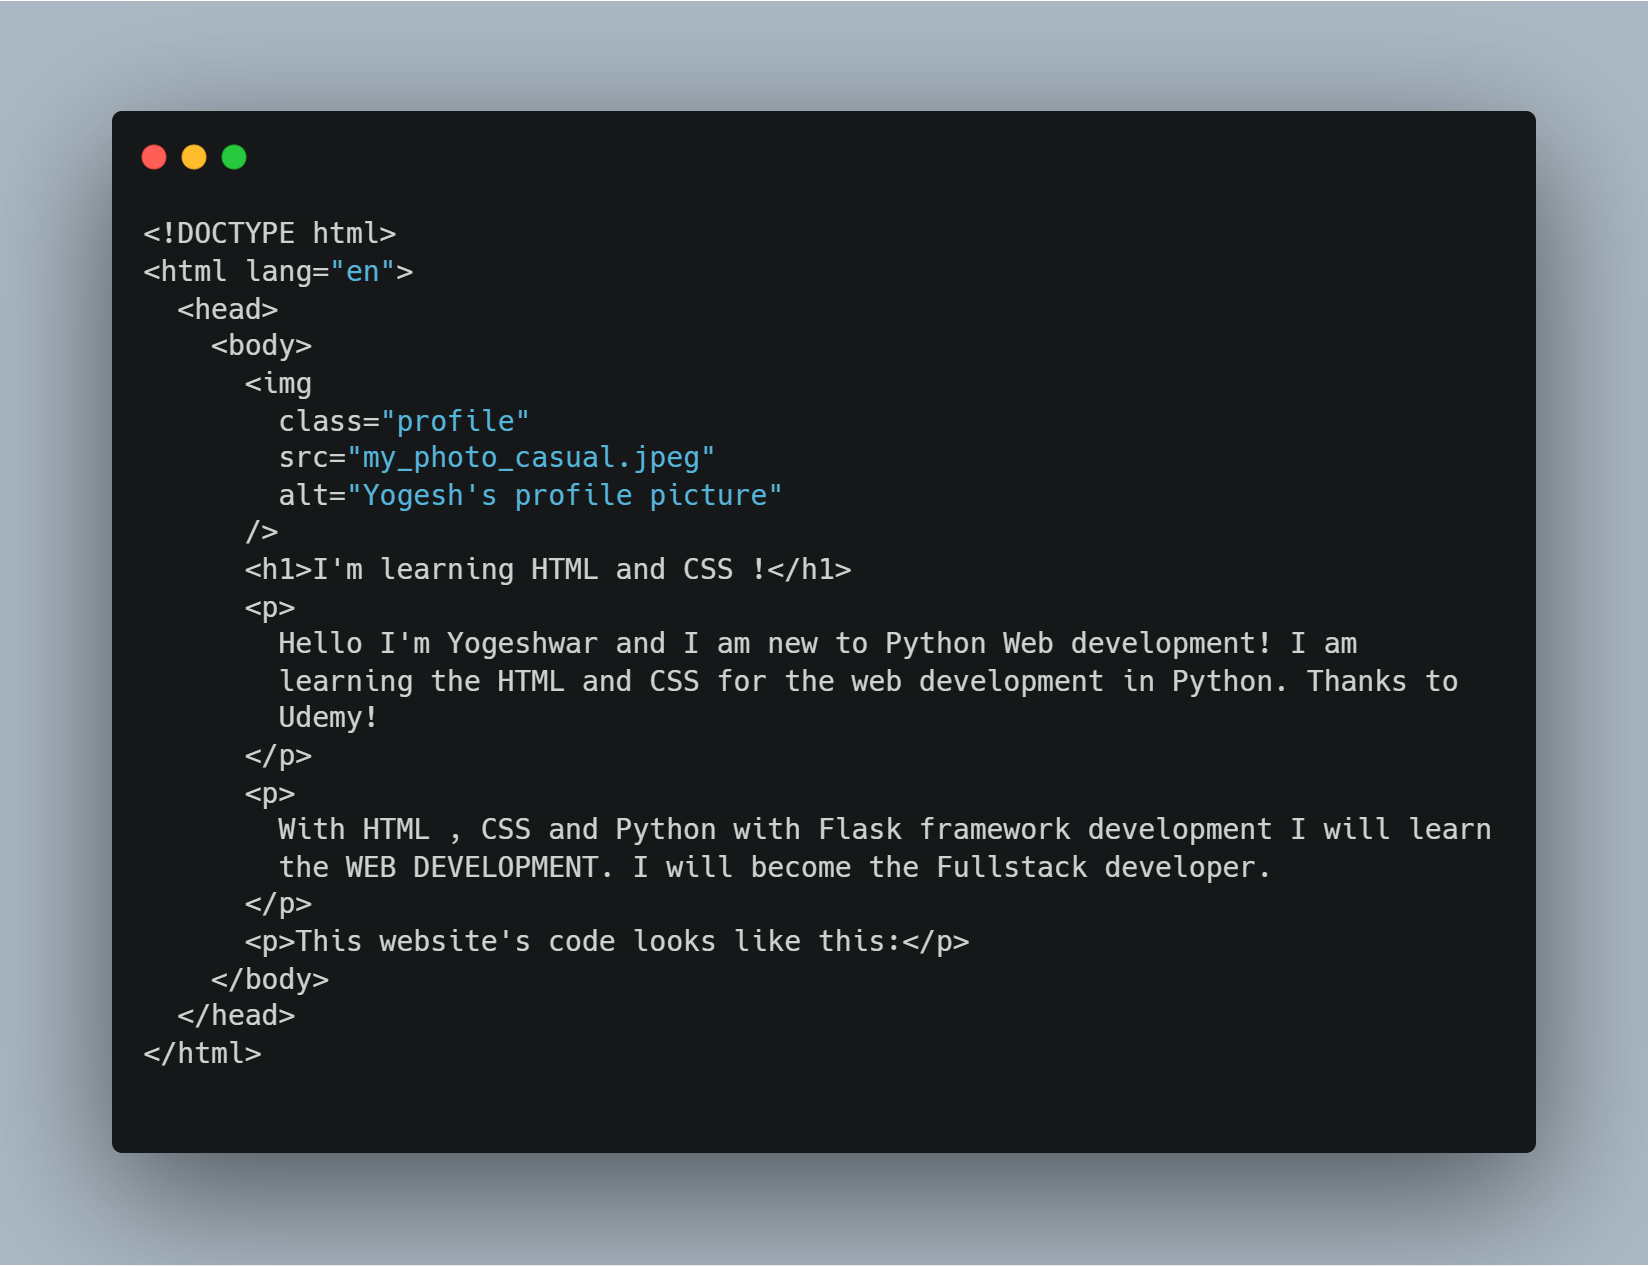 <!DOCTYPE html>
<html lang="en">
  <head>
    <body>
      <img
        class="profile"
        src="my_photo_casual.jpeg"
        alt="Yogesh's profile picture"
      />
      <h1>I'm learning HTML and CSS !</h1>
      <p>
        Hello I'm Yogeshwar and I am new to Python Web development! I am
        learning the HTML and CSS for the web development in Python. Thanks to
        Udemy!
      </p>
      <p>
        With HTML , CSS and Python with Flask framework development I will learn
        the WEB DEVELOPMENT. I will become the Fullstack developer.
      </p>
      <p>This website's code looks like this:</p>
    </body>
  </head>
</html>